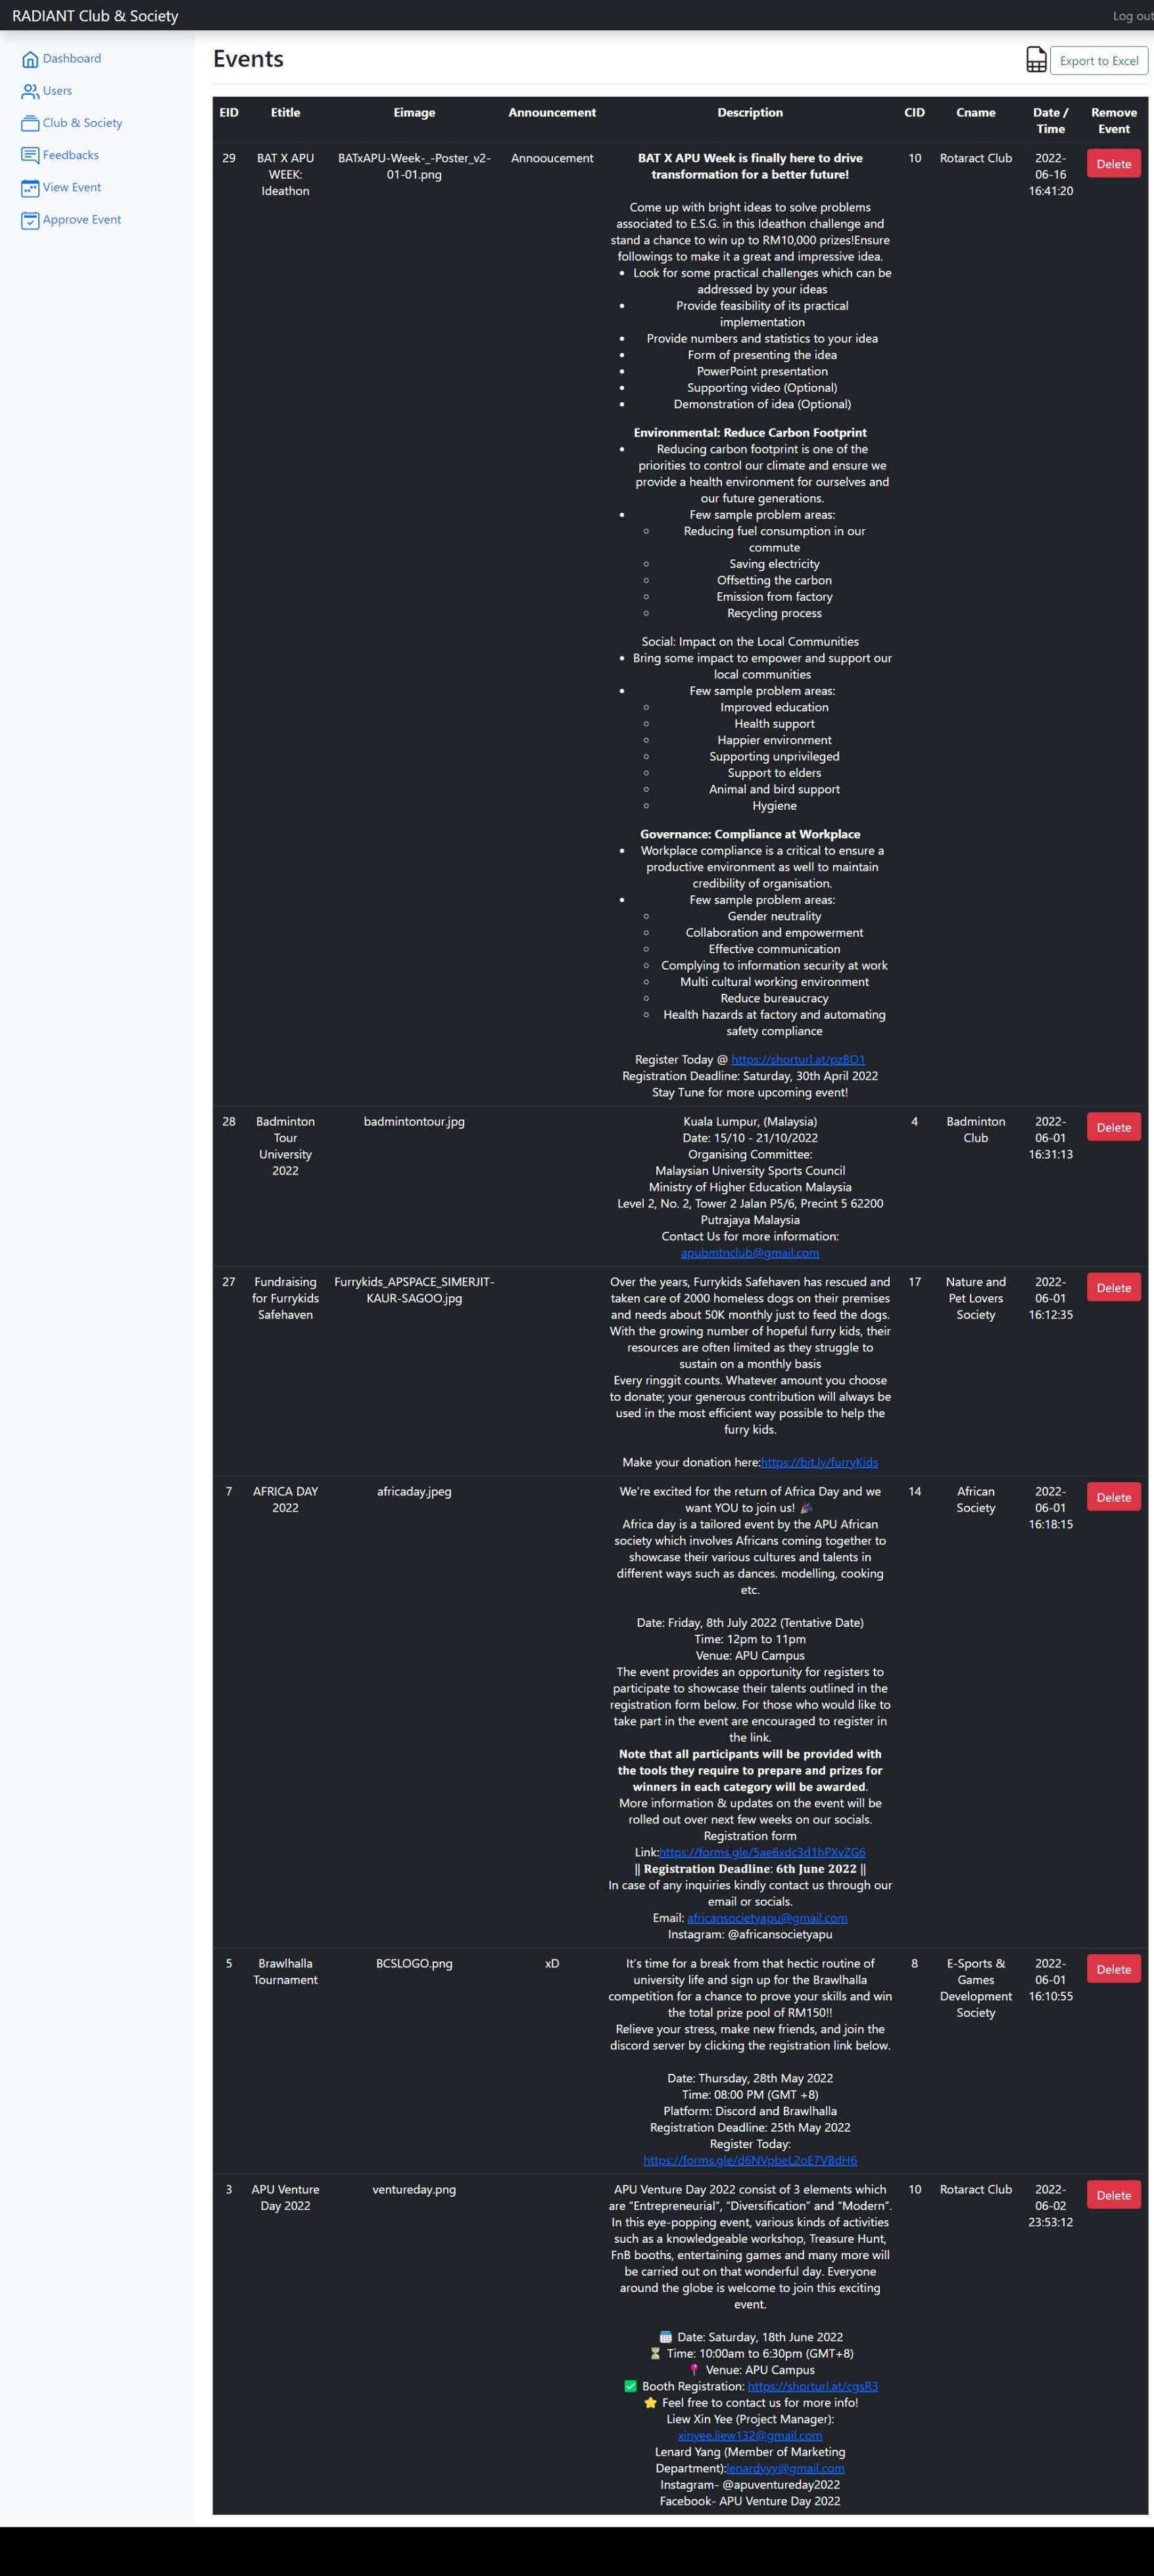 RADIANT Club & Society
Log out
Dashboard
Users
Club & Society
Feedbacks
View Event
Approve Event
Events
Export to Excel
EID Etitle Eimage Announcement Description CID Cname Date / Time Remove Event
29
BAT X APU
WEEK:
Ideathon
BATxAPU-Week-_-Poster_v2-
01-01.png
Annooucement
BAT X APU Week is finally here to drive
transformation for a better future!
Come up with bright ideas to solve problems
associated to E.S.G. in this Ideathon challenge and
stand a chance to win up to RM10,000 prizes!Ensure
followings to make it a great and impressive idea.
• Look for some practical challenges which can be
addressed by your ideas
• Provide feasibility of its practical
implementation
• Provide numbers and statistics to your idea
• Form of presenting the idea
• PowerPoint presentation
• Supporting video (Optional)
• Demonstration of idea (Optional)
Environmental: Reduce Carbon Footprint
• Reducing carbon footprint is one of the
priorities to control our climate and ensure we
provide a health environment for ourselves and
our future generations.
• Few sample problem areas:
○ Reducing fuel consumption in our
commute
○ Saving electricity
○ Offsetting the carbon
○ Emission from factory
○ Recycling process
Social: Impact on the Local Communities
• Bring some impact to empower and support our
local communities
• Few sample problem areas:
○ Improved education
○ Health support
○ Happier environment
○ Supporting unprivileged
○ Support to elders
○ Animal and bird support
○ Hygiene
Governance: Compliance at Workplace
• Workplace compliance is a critical to ensure a
productive environment as well to maintain
credibility of organisation.
• Few sample problem areas:
○ Gender neutrality
○ Collaboration and empowerment
○ Effective communication
○ Complying to information security at work
○ Multi cultural working environment
○ Reduce bureaucracy
○ Health hazards at factory and automating
safety compliance
Register Today @ https://shorturl.at/pzBO1
Registration Deadline: Saturday, 30th April 2022
Stay Tune for more upcoming event!
10
Rotaract Club
2022-
06-16
16:41:20
Delete
28
Badminton
Tour
University
2022
badmintontour.jpg
Kuala Lumpur, (Malaysia)
Date: 15/10 - 21/10/2022
Organising Committee:
Malaysian University Sports Council
Ministry of Higher Education Malaysia
Level 2, No. 2, Tower 2 Jalan P5/6, Precint 5 62200
Putrajaya Malaysia
Contact Us for more information:
apubmtnclub@gmail.com
4
Badminton
Club
2022-
06-01
16:31:13
Delete
27
Fundraising
for Furrykids
Safehaven
Furrykids_APSPACE_SIMERJIT-
KAUR-SAGOO.jpg
Over the years, Furrykids Safehaven has rescued and
taken care of 2000 homeless dogs on their premises
and needs about 50K monthly just to feed the dogs.
With the growing number of hopeful furry kids, their
resources are often limited as they struggle to
sustain on a monthly basis
Every ringgit counts. Whatever amount you choose
to donate; your generous contribution will always be
used in the most efficient way possible to help the
furry kids.
Make your donation here:https://bit.ly/furryKids
17
Nature and
Pet Lovers
Society
2022-
06-01
16:12:35
Delete
7
AFRICA DAY
2022
africaday.jpeg
We're excited for the return of Africa Day and we
want YOU to join us! 🎉
Africa day is a tailored event by the APU African
society which involves Africans coming together to
showcase their various cultures and talents in
different ways such as dances. modelling, cooking
etc.
Date: Friday, 8th July 2022 (Tentative Date)
Time: 12pm to 11pm
Venue: APU Campus
The event provides an opportunity for registers to
participate to showcase their talents outlined in the
registration form below. For those who would like to
take part in the event are encouraged to register in
the link.
Note that all participants will be provided with
the tools they require to prepare and prizes for
winners in each category will be awarded.
More information & updates on the event will be
rolled out over next few weeks on our socials.
Registration form
Link:https://forms.gle/5ae6xdc3d1hPXvZG6
|| Registration Deadline: 6th June 2022 ||
In case of any inquiries kindly contact us through our
email or socials.
Email: africansocietyapu@gmail.com
Instagram: @africansocietyapu
14
African
Society
2022-
06-01
16:18:15
Delete
5
Brawlhalla
Tournament
BCSLOGO.png
xD
It's time for a break from that hectic routine of
university life and sign up for the Brawlhalla
competition for a chance to prove your skills and win
the total prize pool of RM150!!
Relieve your stress, make new friends, and join the
discord server by clicking the registration link below.
Date: Thursday, 28th May 2022
Time: 08:00 PM (GMT +8)
Platform: Discord and Brawlhalla
Registration Deadline: 25th May 2022
Register Today:
https://forms.gle/d6NVpbeL2oE7VBdH6
8
E-Sports &
Games
Development
Society
2022-
06-01
16:10:55
Delete
3
APU Venture
Day 2022
ventureday.png
APU Venture Day 2022 consist of 3 elements which
are "Entrepreneurial", "Diversification" and "Modern".
In this eye-popping event, various kinds of activities
such as a knowledgeable workshop, Treasure Hunt,
FnB booths, entertaining games and many more will
be carried out on that wonderful day. Everyone
around the globe is welcome to join this exciting
event.
🗓️ Date: Saturday, 18th June 2022
⏳ Time: 10:00am to 6:30pm (GMT+8)
📍 Venue: APU Campus
✅ Booth Registration: https://shorturl.at/cgsR3
⭐ Feel free to contact us for more info!
Liew Xin Yee (Project Manager):
xinyee.liew132@gmail.com
Lenard Yang (Member of Marketing
Department):lenardyyy@gmail.com
Instagram- @apuventureday2022
Facebook- APU Venture Day 2022
10
Rotaract Club
2022-
06-02
23:53:12
Delete